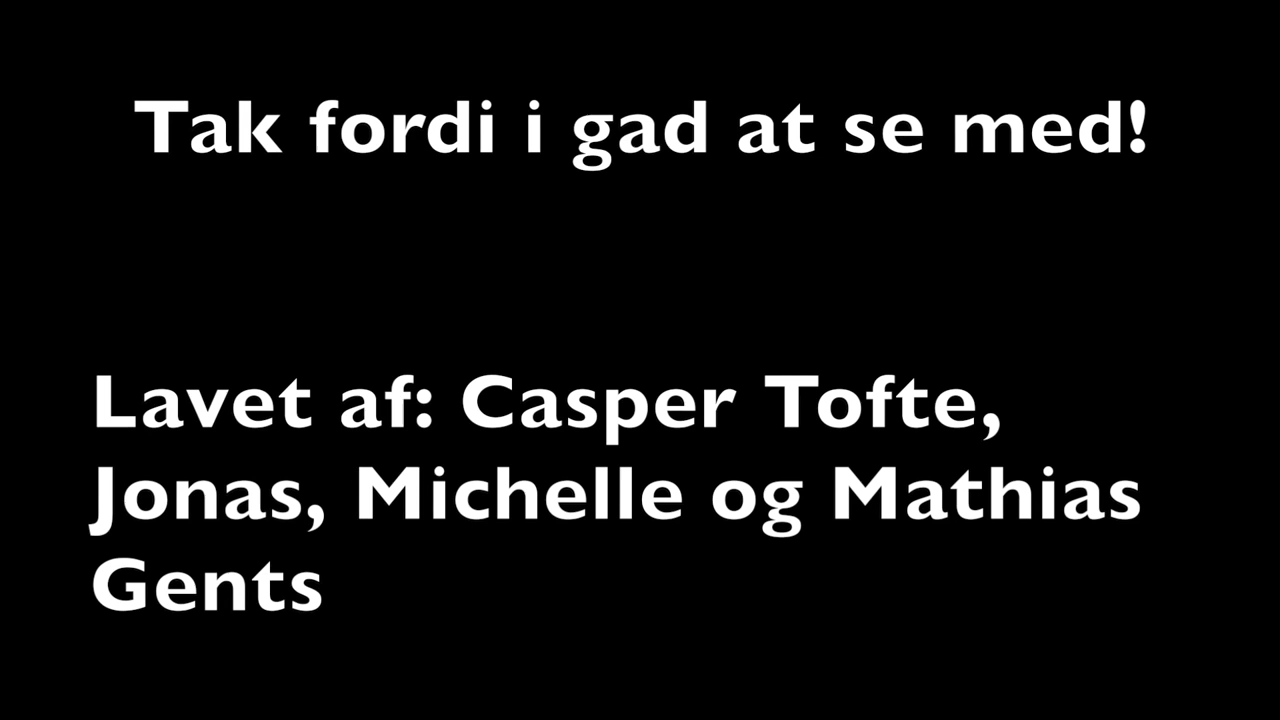 Tak fordi i gad at se med!
Lavet af: Casper Tofte,
Jonas, Michelle og Mathias
Gents